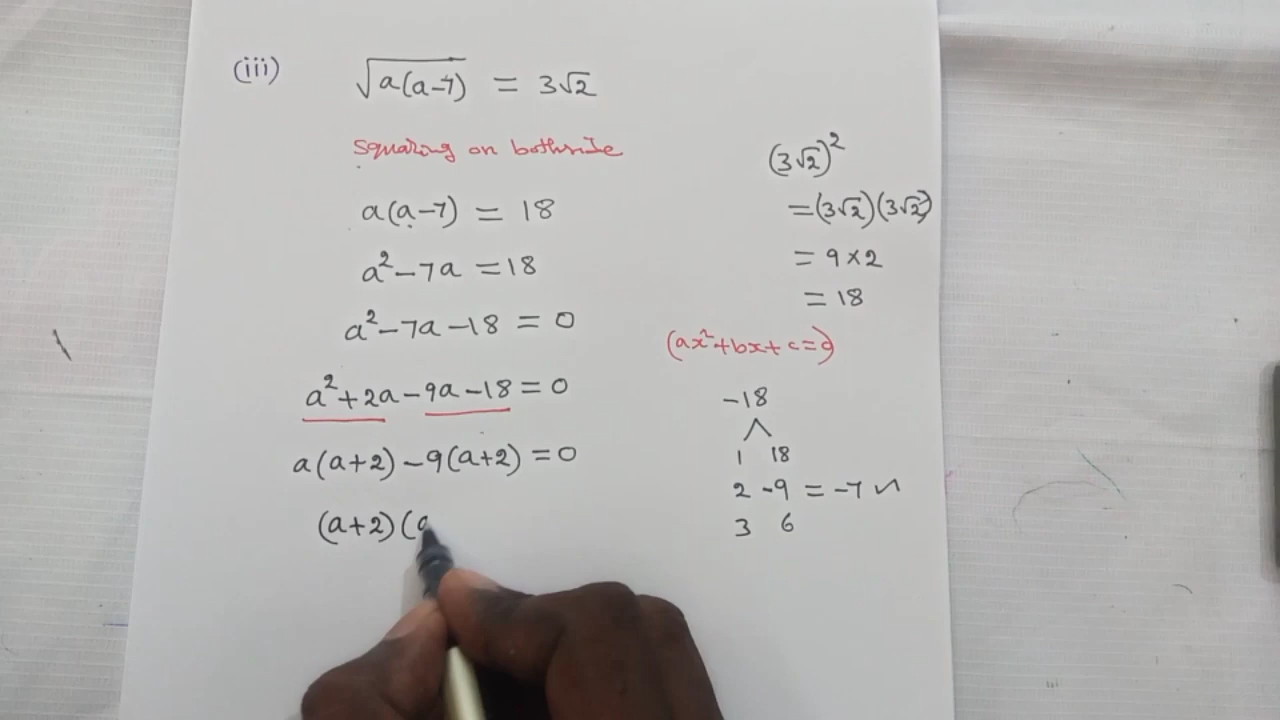 (iii) √a(a-7) = 3√2
Squaring on bothside
a(a-7) = 18
a²-7a = 18
a²-7a-18 = 0
a²+2a-9a-18 = 0
a(a+2)-9(a+2) = 0
(a+2)(a
(3√2)²
=(3√2)(3√2)
= 9×2
= 18
(ax²+bx+c=0)
-18
1 18
2 -9 = -7 ✓
3 6